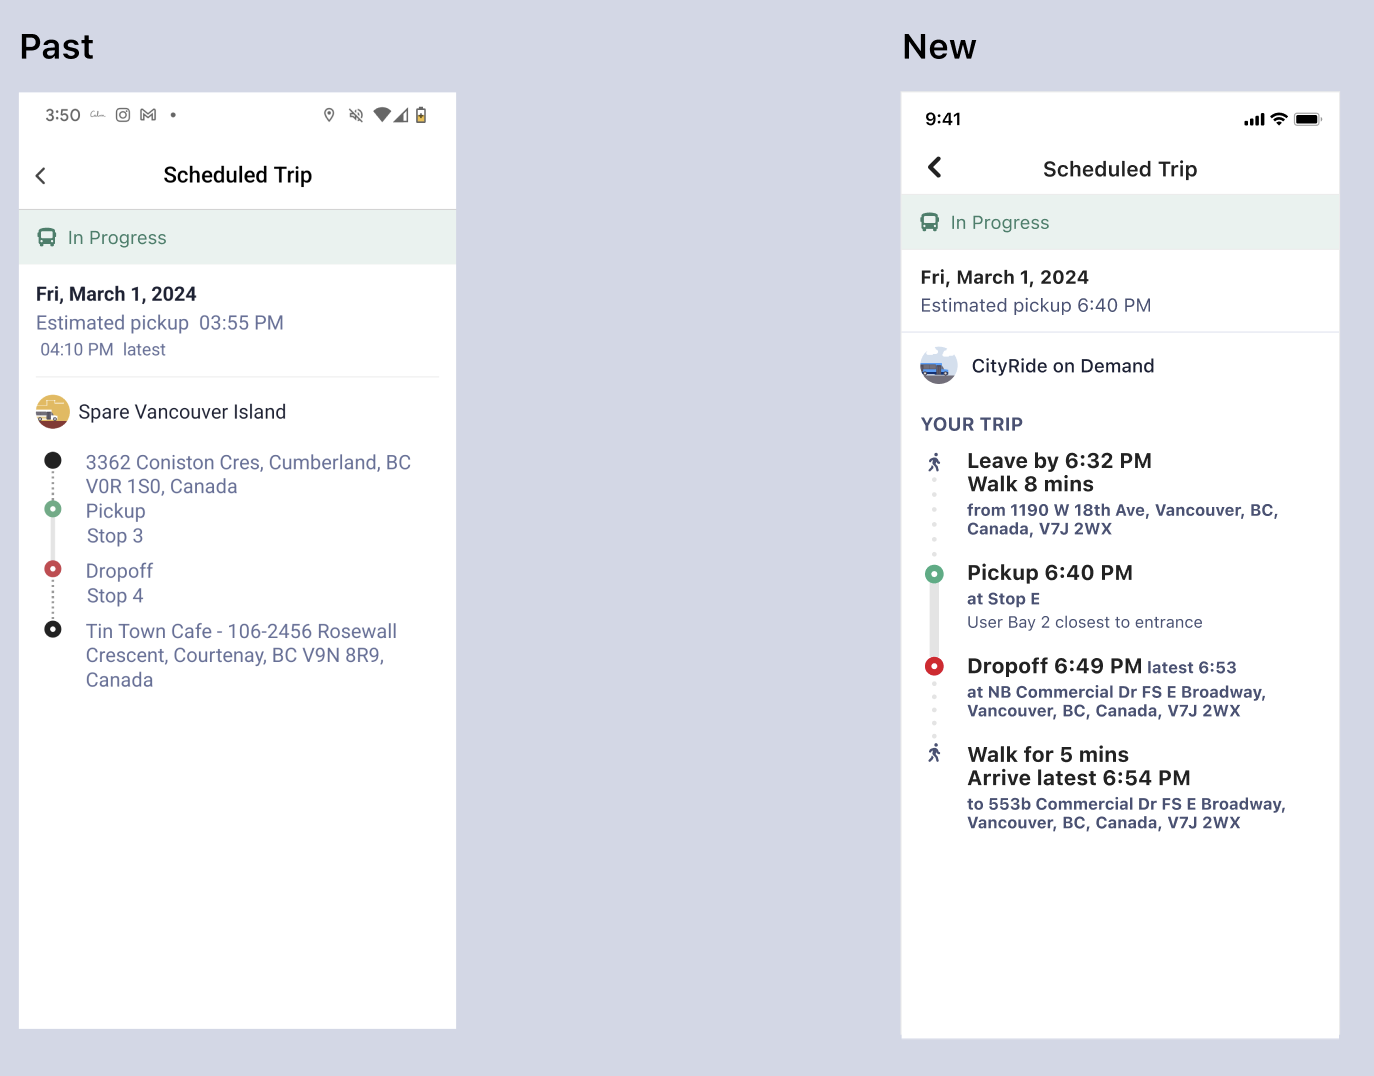 Past
3:50
Scheduled Trip
In Progress
Fri, March 1, 2024
Estimated pickup 03:55 PM
04:10 PM latest
Spare Vancouver Island
3362 Coniston Cres, Cumberland, BC
V0R 1S0, Canada
Pickup
Stop 3
Dropoff
Stop 4
Tin Town Cafe - 106-2456 Rosewall
Crescent, Courtenay, BC V9N 8R9,
Canada
New
9:41
Scheduled Trip
In Progress
Fri, March 1, 2024
Estimated pickup 6:40 PM
CityRide on Demand
YOUR TRIP
Leave by 6:32 PM
Walk 8 mins
from 1190 W 18th Ave, Vancouver, BC,
Canada, V7J 2WX
Pickup 6:40 PM
at Stop E
User Bay 2 closest to entrance
Dropoff 6:49 PM latest 6:53
at NB Commercial Dr FS E Broadway,
Vancouver, BC, Canada, V7J 2WX
Walk for 5 mins
Arrive latest 6:54 PM
to 553b Commercial Dr FS E Broadway,
Vancouver, BC, Canada, V7J 2WX